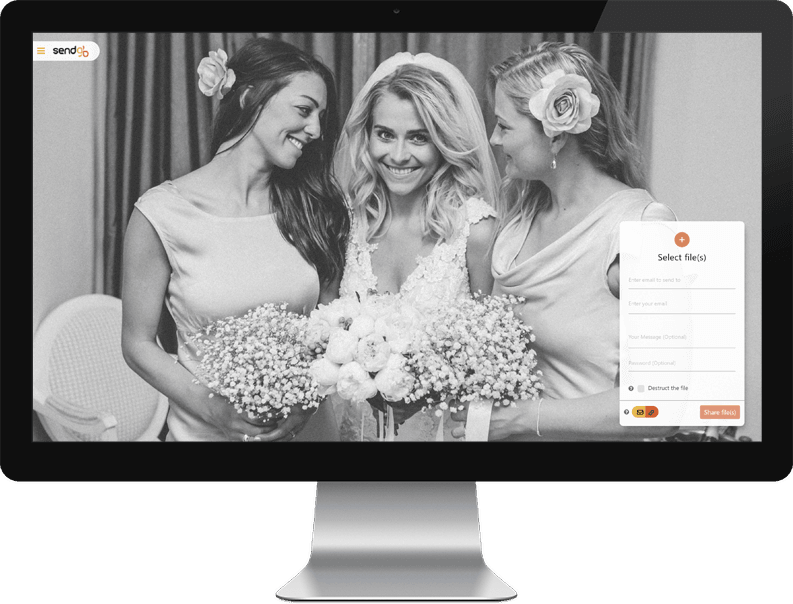 sendgb
Select file(s)
Enter email to send to
Enter your email
Your Message (Optional)
Password (Optional)
Destruct the file
Share file(s)